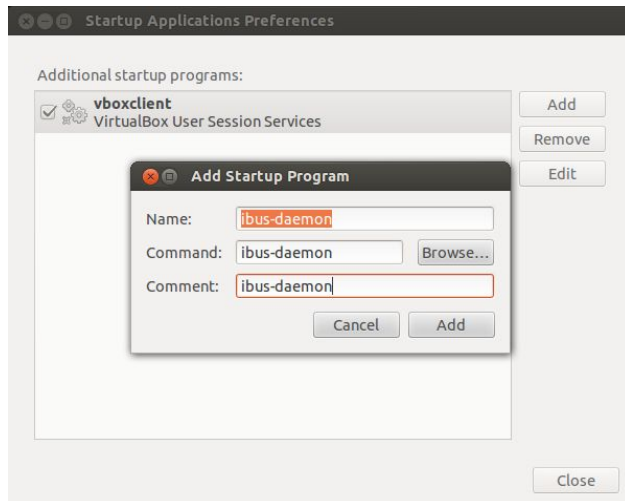 Startup Applications Preferences
Additional startup programs:
vboxclient
VirtualBox User Session Services
Add
Remove
Edit
Add Startup Program
Name: ibus-daemon
Command: ibus-daemon Browse...
Comment: ibus-daemon
Cancel Add
Close